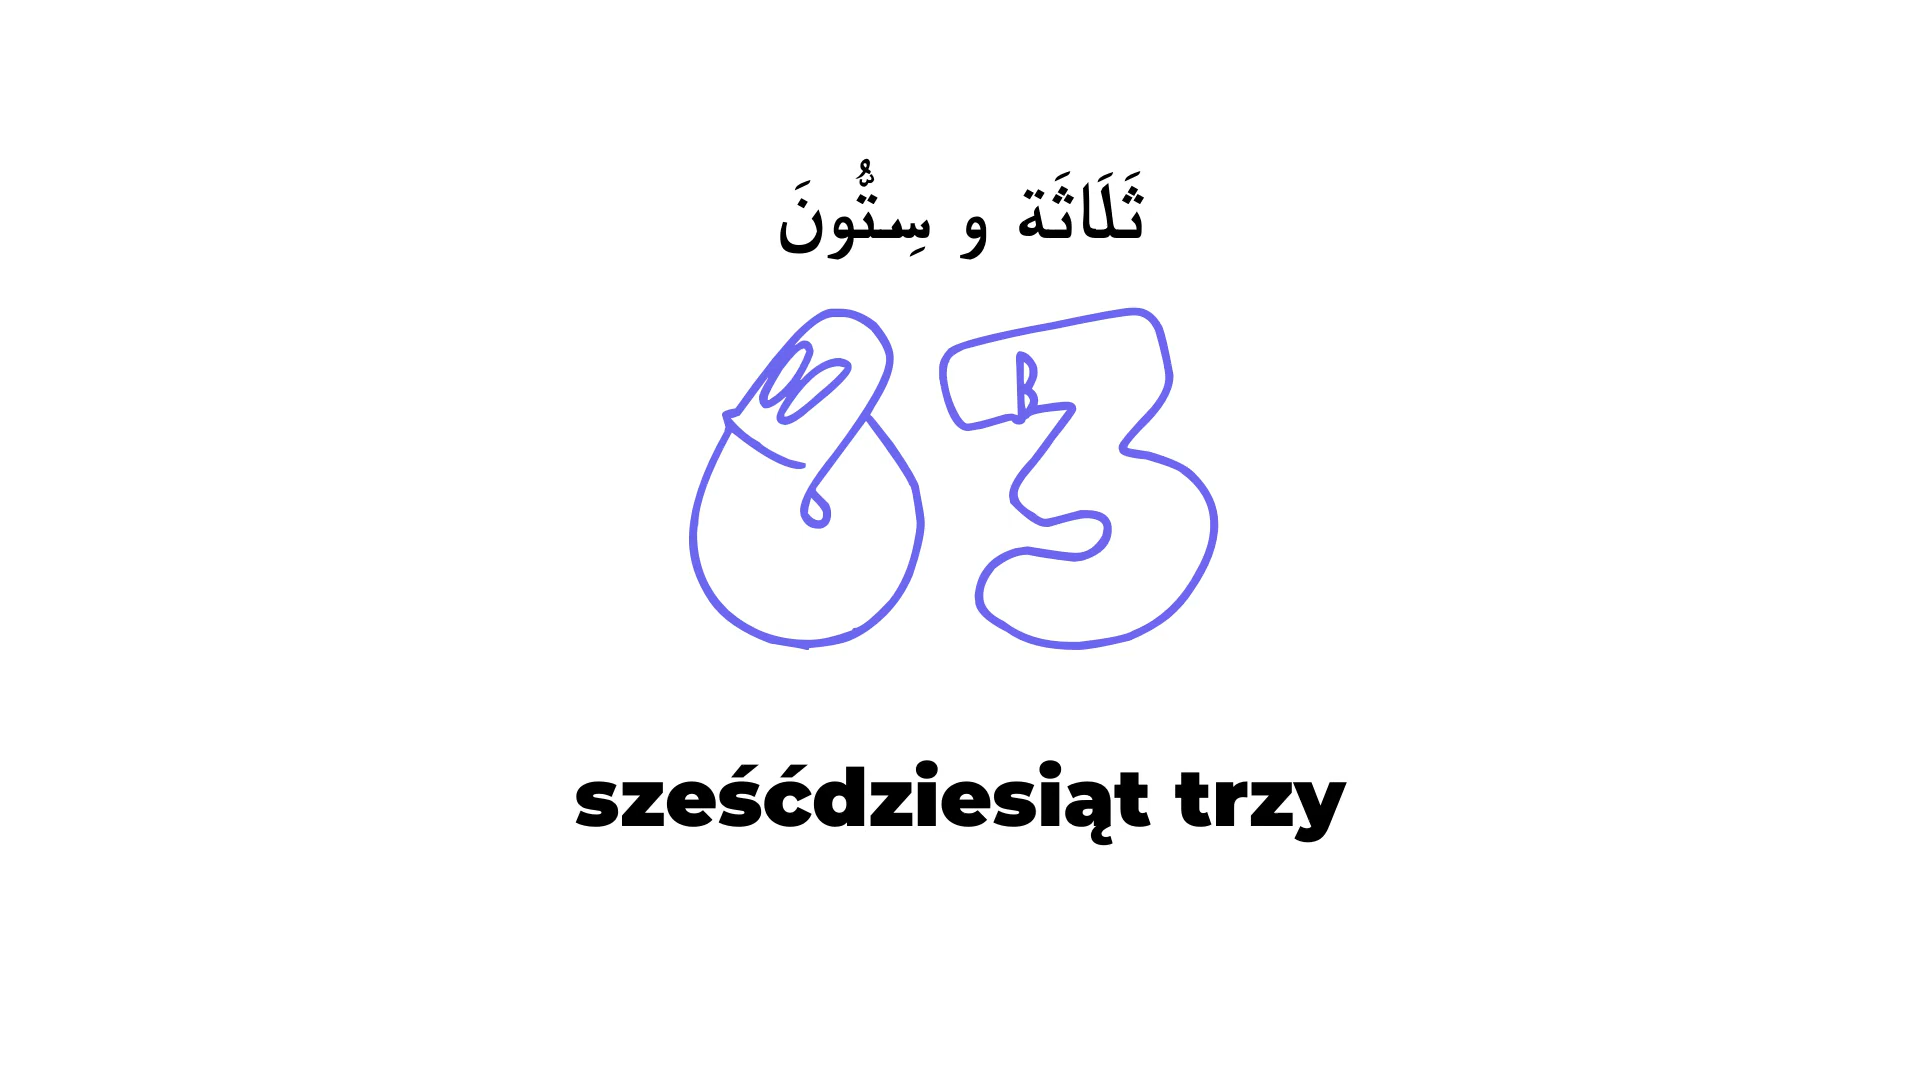 ثَلَاثَة و سِتُّونَ
63
sześćdziesiąt trzy